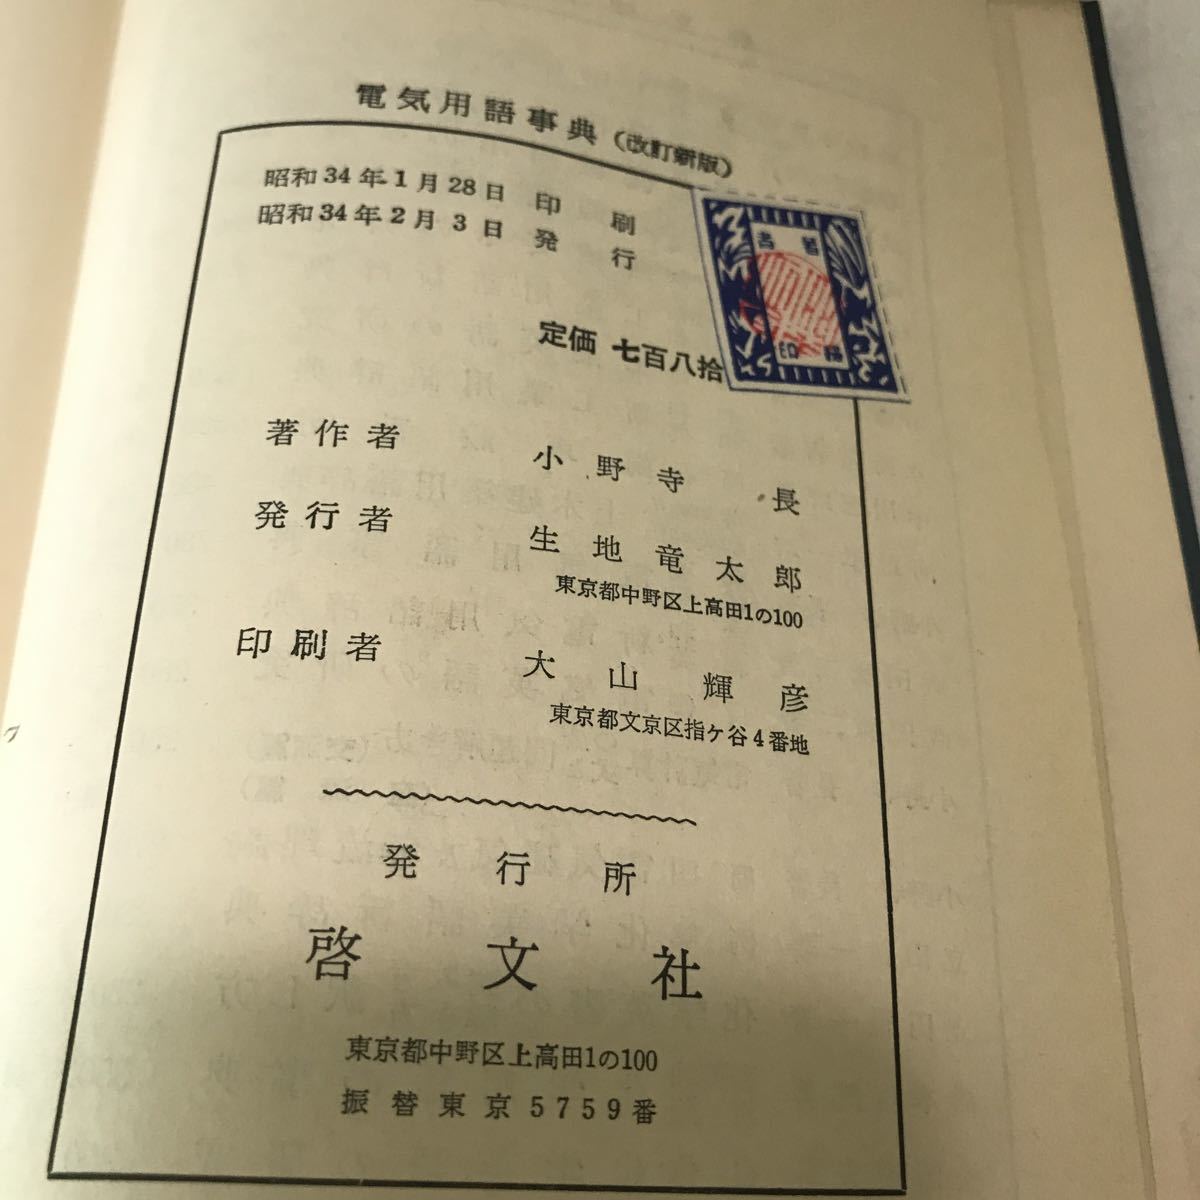 電気用語事典(改訂新版)
昭和34年1月28日 印刷
昭和34年2月3日 発行
定価 七百八拾
著作者 小野寺 長
発行者 生地竜太郎
東京都中野区上高田1の100
印刷者 大山輝彦
東京都文京区指ケ谷4番地
発行所
啓文社
東京都中野区上高田1の100
振替東京5759番